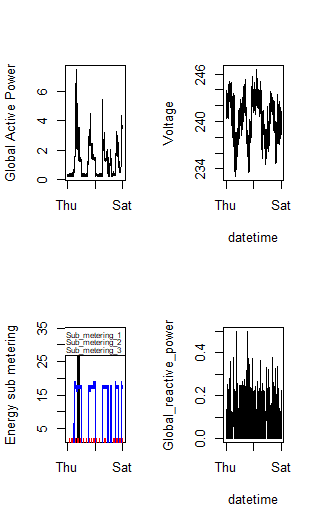 Global Active Power
6
4
2
0
Thu
Sat
Voltage
246
240
234
Thu
Sat
datetime
Energy sub metering
35
25
15
5
Sub_metering_1
Sub_metering_2
Sub_metering_3
Thu
Sat
Global_reactive_power
0.4
0.2
0.0
Thu
Sat
datetime